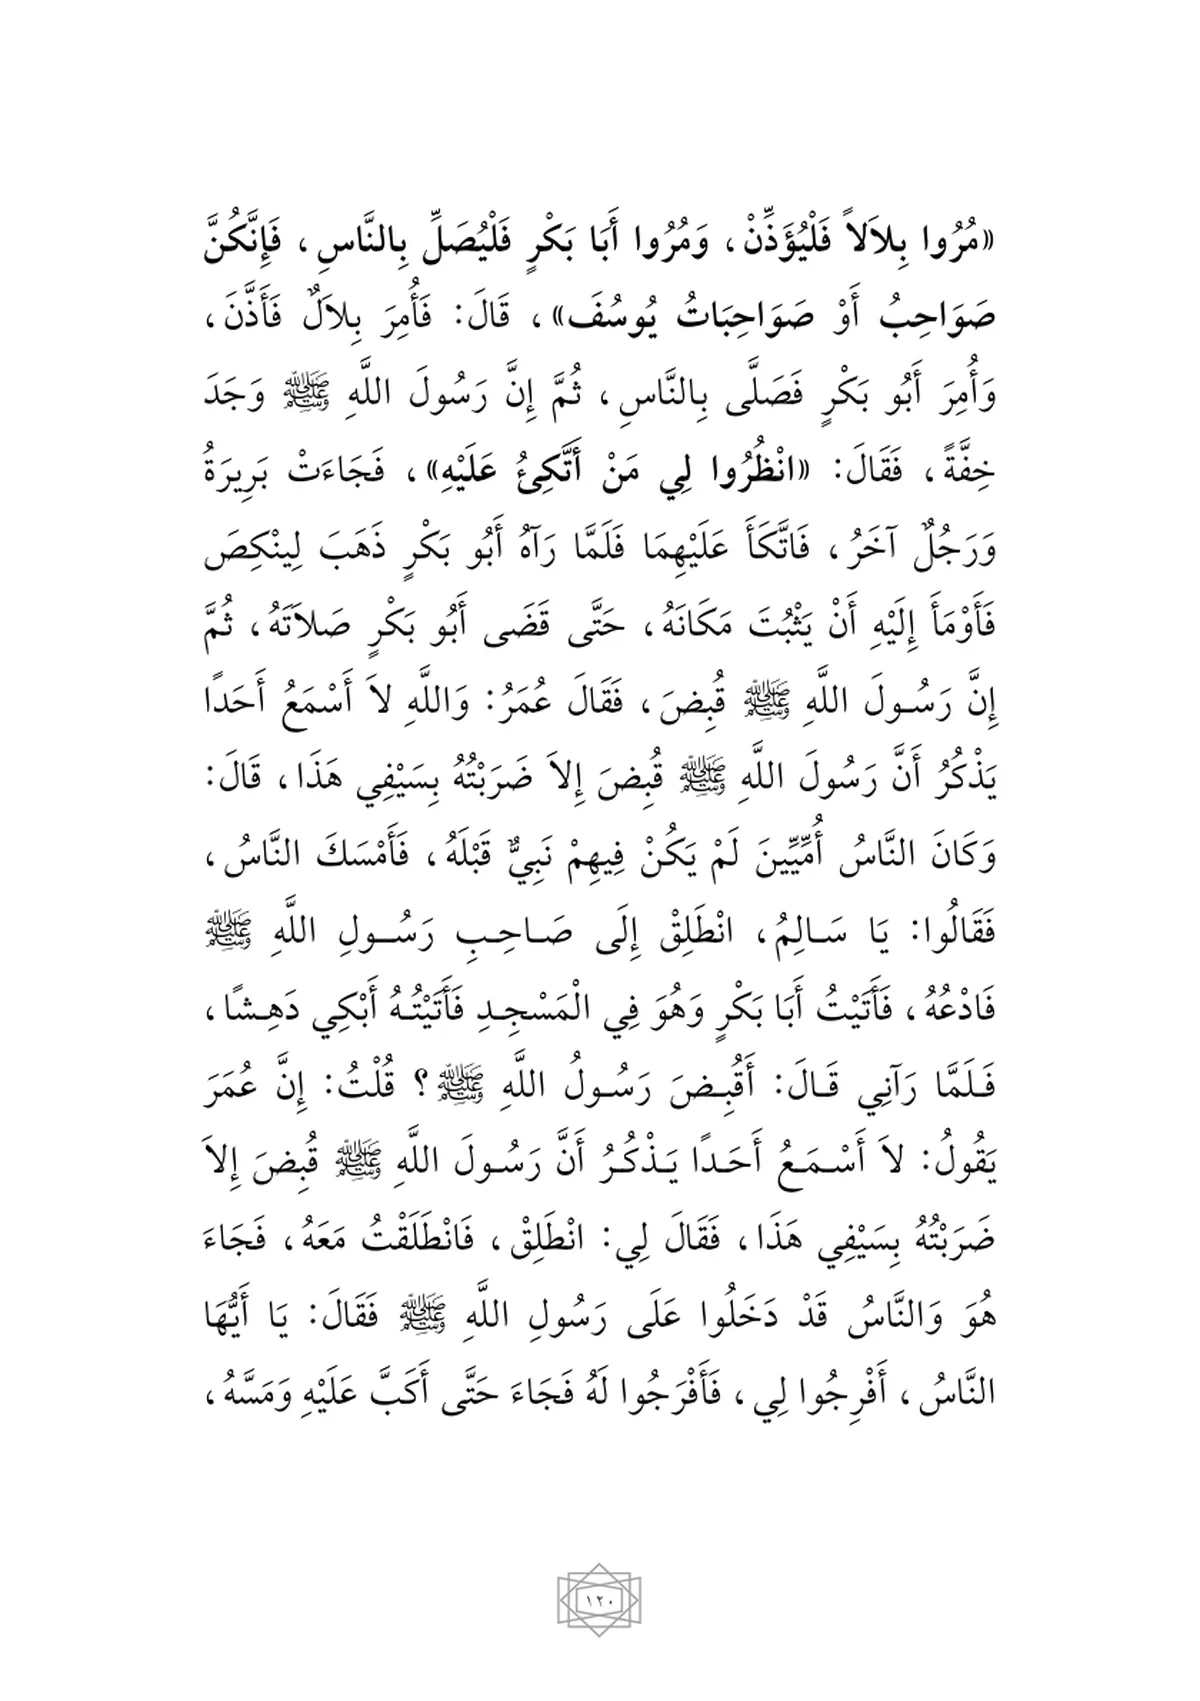 «مُرُوا بِلاَلاً فَلْيُؤَذِّنْ، وَمُرُوا أَبَا بَكْرٍ فَلْيُصَلِّ بِالنَّاسِ، فَإِنَّكُنَّ
صَوَاحِبُ أَوْ صَوَاحِبَاتُ يُوسُفَ»، قَالَ: فَأُمِرَ بِلاَلٌ فَأَذَّنَ،
وَأُمِرَ أَبُو بَكْرٍ فَصَلَّى بِالنَّاسِ، ثُمَّ إِنَّ رَسُولَ اللَّهِ ﷺ وَجَدَ
خِفَّةً، فَقَالَ: «انْظُرُوا لِي مَنْ أَتَّكِئُ عَلَيْهِ»، فَجَاءَتْ بَرِيرَةُ
وَرَجُلٌ آخَرُ، فَاتَّكَأَ عَلَيْهِمَا فَلَمَّا رَآهُ أَبُو بَكْرٍ ذَهَبَ لِينْكِصَ
فَأَوْمَأَ إِلَيْهِ أَنْ يَثْبُتَ مَكَانَهُ، حَتَّى قَضَى أَبُو بَكْرٍ صَلاَتَهُ، ثُمَّ
إِنَّ رَسُولَ اللَّهِ ﷺ قُبِضَ، فَقَالَ عُمَرُ: وَاللَّهِ لاَ أَسْمَعُ أَحَدًا
يَذْكُرُ أَنَّ رَسُولَ اللَّهِ ﷺ قُبِضَ إِلاَ ضَرَبْتُهُ بِسَيْفِي هَذَا، قَالَ:
وَكَانَ النَّاسُ أُمِّيِّينَ لَمْ يَكُنْ فِيهِمْ نَبِيٌّ قَبْلَهُ، فَأَمْسَكَ النَّاسُ،
فَقَالُوا: يَا سَالِمُ، انْطَلِقْ إِلَى صَاحِبِ رَسُولِ اللَّهِ ﷺ
فَادْعُهُ، فَأَتَيْتُ أَبَا بَكْرٍ وَهُوَ فِي الْمَسْجِدِ فَأَتَيْتُهُ أَبْكِي دَهِشًا،
فَلَمَّا رَآنِي قَالَ: أَقُبِضَ رَسُولُ اللَّهِ ﷺ؟ قُلْتُ: إِنَّ عُمَرَ
يَقُولُ: لاَ أَسْمَعُ أَحَدًا يَذْكُرُ أَنَّ رَسُولَ اللَّهِ ﷺ قُبِضَ إِلاَ
ضَرَبْتُهُ بِسَيْفِي هَذَا، فَقَالَ لِي: انْطَلِقْ، فَانْطَلَقْتُ مَعَهُ، فَجَاءَ
هُوَ وَالنَّاسُ قَدْ دَخَلُوا عَلَى رَسُولِ اللَّهِ ﷺ فَقَالَ: يَا أَيُّهَا
النَّاسُ، أَفْرِجُوا لِي، فَأَفْرَجُوا لَهُ فَجَاءَ حَتَّى أَكَبَّ عَلَيْهِ وَمَسَّهُ،
١٢٠